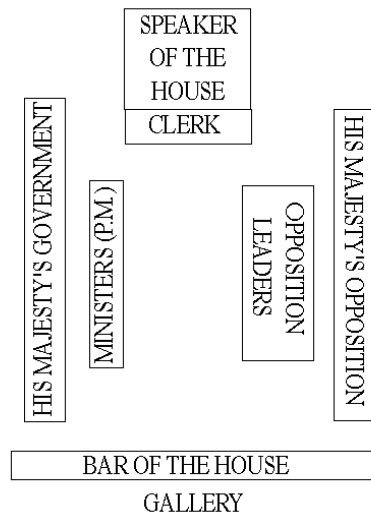 SPEAKER
OF THE
HOUSE
CLERK
HIS MAJESTY'S GOVERNMENT
MINISTERS (P.M.)
OPPOSITION
LEADERS
HIS MAJESTY'S OPPOSITION
BAR OF THE HOUSE
GALLERY